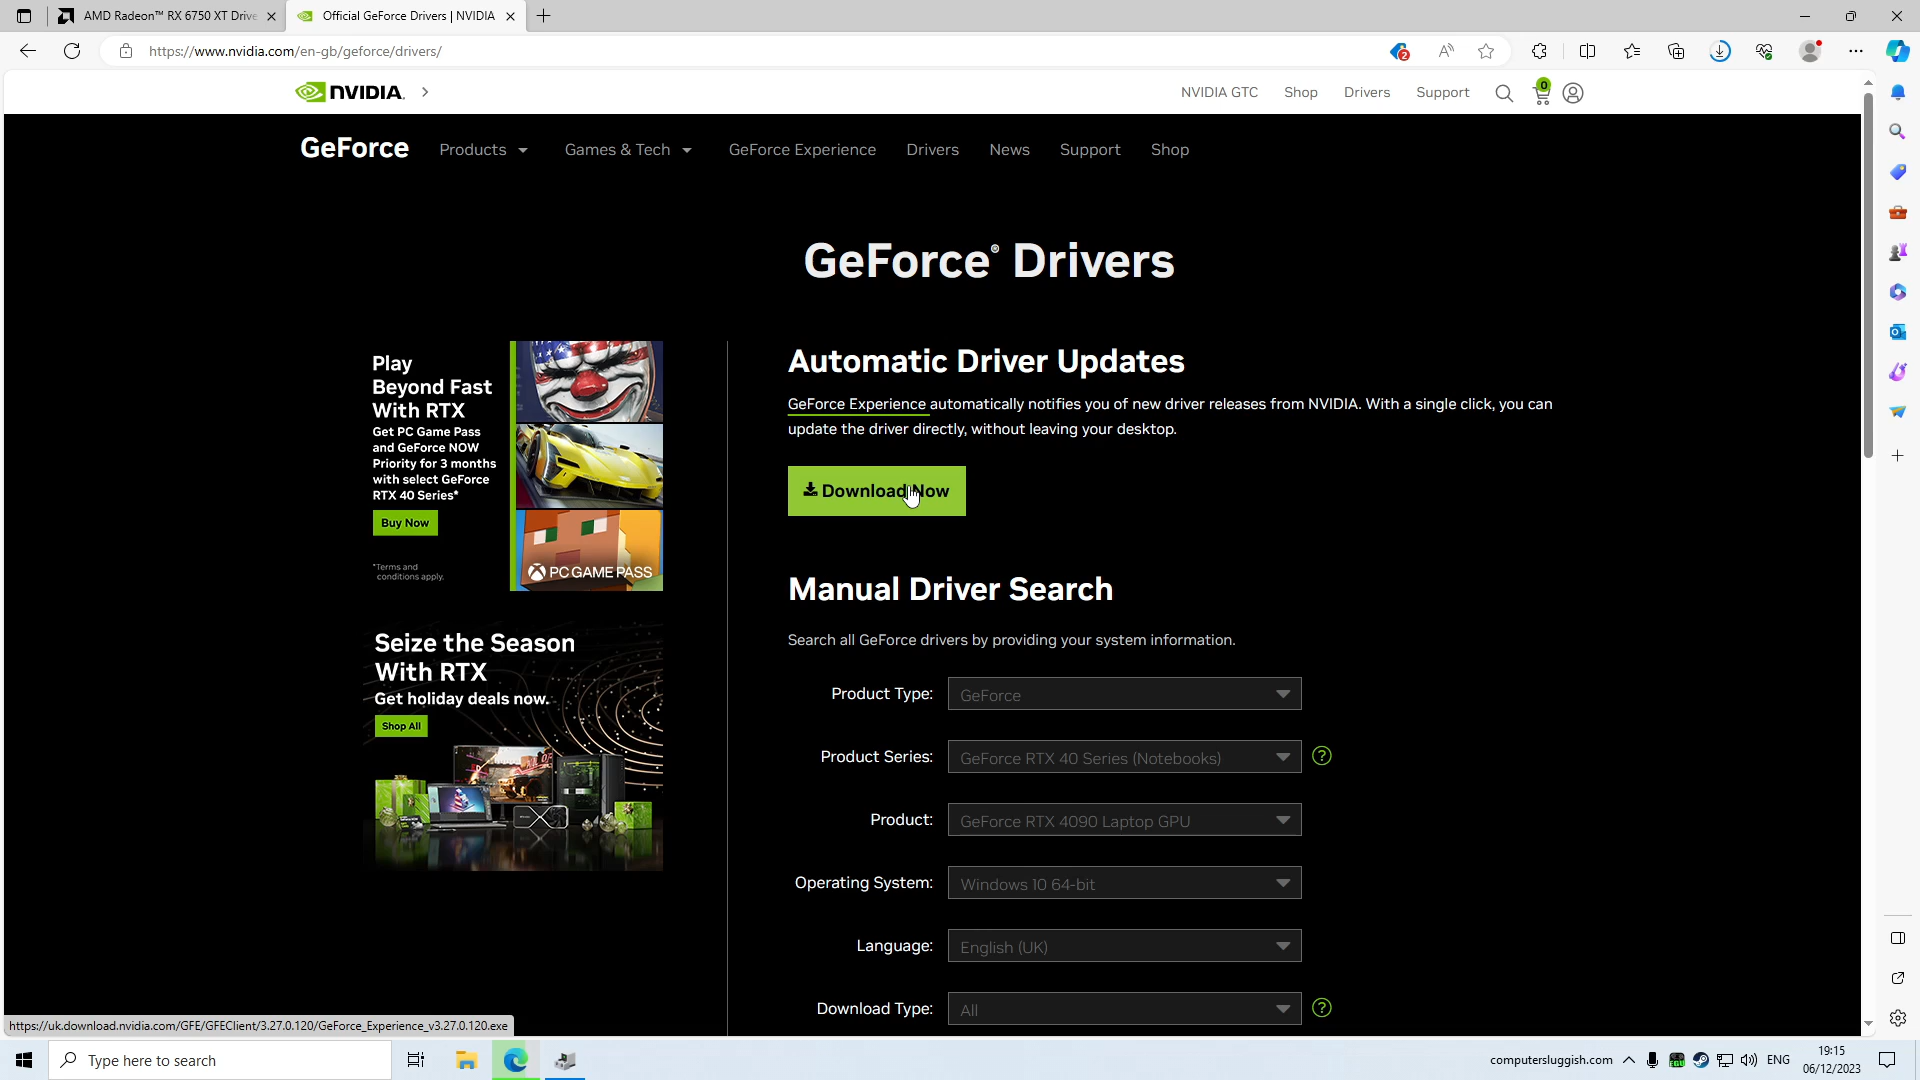 AMD Radeon™ RX 6750 XT Drive
Official GeForce Drivers | NVIDIA
https://www.nvidia.com/en-gb/geforce/drivers/
2
NVIDIA.
NVIDIA GTC
Shop
Drivers
Support
0
GeForce
Products
Games & Tech
GeForce Experience
Drivers
News
Support
Shop
GeForce® Drivers
Play
Beyond Fast
With RTX
Get PC Game Pass
and GeForce NOW
Priority for 3 months
with select GeForce
RTX 40 Series*
Buy Now
*Terms and
conditions apply.
PC GAME PASS
Seize the Season
With RTX
Get holiday deals now.
Shop All
Automatic Driver Updates
GeForce Experience automatically notifies you of new driver releases from NVIDIA. With a single click, you can
update the driver directly, without leaving your desktop.
Download Now
Manual Driver Search
Search all GeForce drivers by providing your system information.
Product Type: GeForce
Product Series: GeForce RTX 40 Series (Notebooks) ?
Product: GeForce RTX 4090 Laptop GPU
Operating System: Windows 10 64-bit
Language: English (UK)
Download Type: All ?
https://uk.download.nvidia.com/GFE/GFEClient/3.27.0.120/GeForce_Experience_v3.27.0.120.exe
Type here to search
computersluggish.com
ENG
19:15
06/12/2023